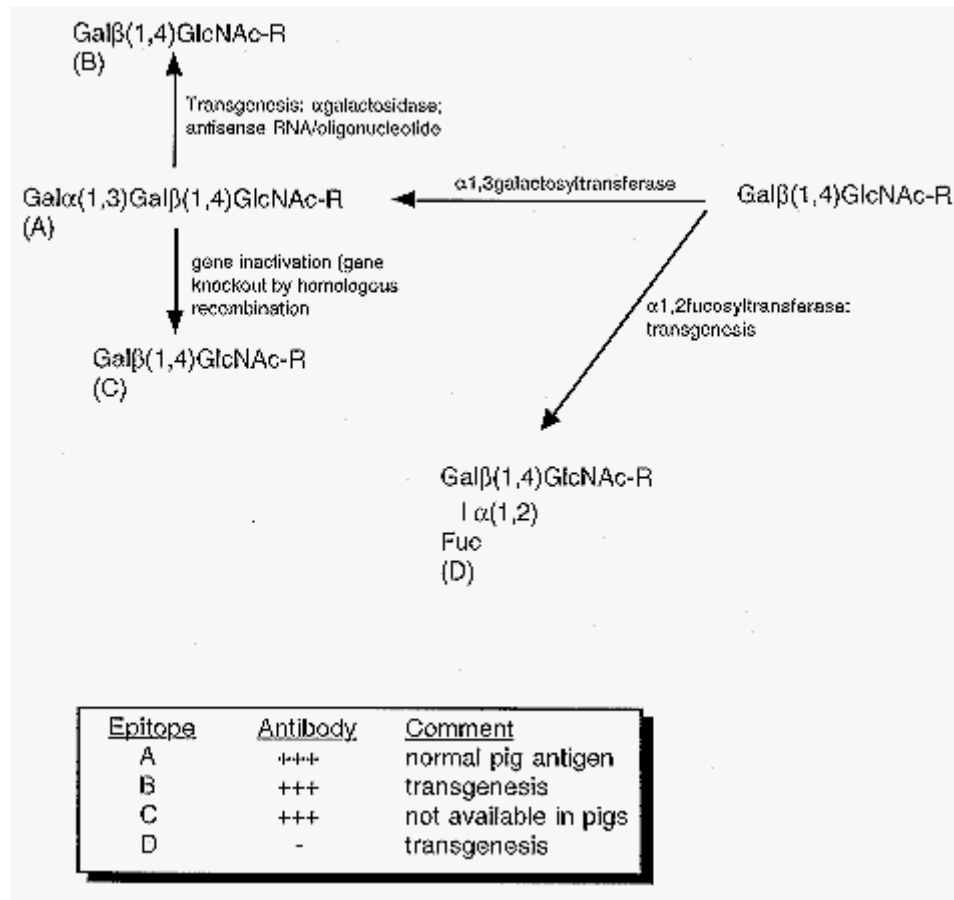 Galβ(1,4)GlcNAc-R
(B)
Transgenesis: αgalactosidase;
antisense RNA/oligonucleotide
α1,3galactosyltransferase
Galα(1,3)Galβ(1,4)GlcNAc-R
(A)
Galβ(1,4)GlcNAc-R
gene inactivation (gene
knockout by homologous
recombination
α1,2fucosyltransferase:
transgenesis
Galβ(1,4)GlcNAc-R
(C)
Galβ(1,4)GlcNAc-R
| α(1,2)
Fuc
(D)
Epitope Antibody Comment
A +++ normal pig antigen
B +++ transgenesis
C +++ not available in pigs
D - transgenesis